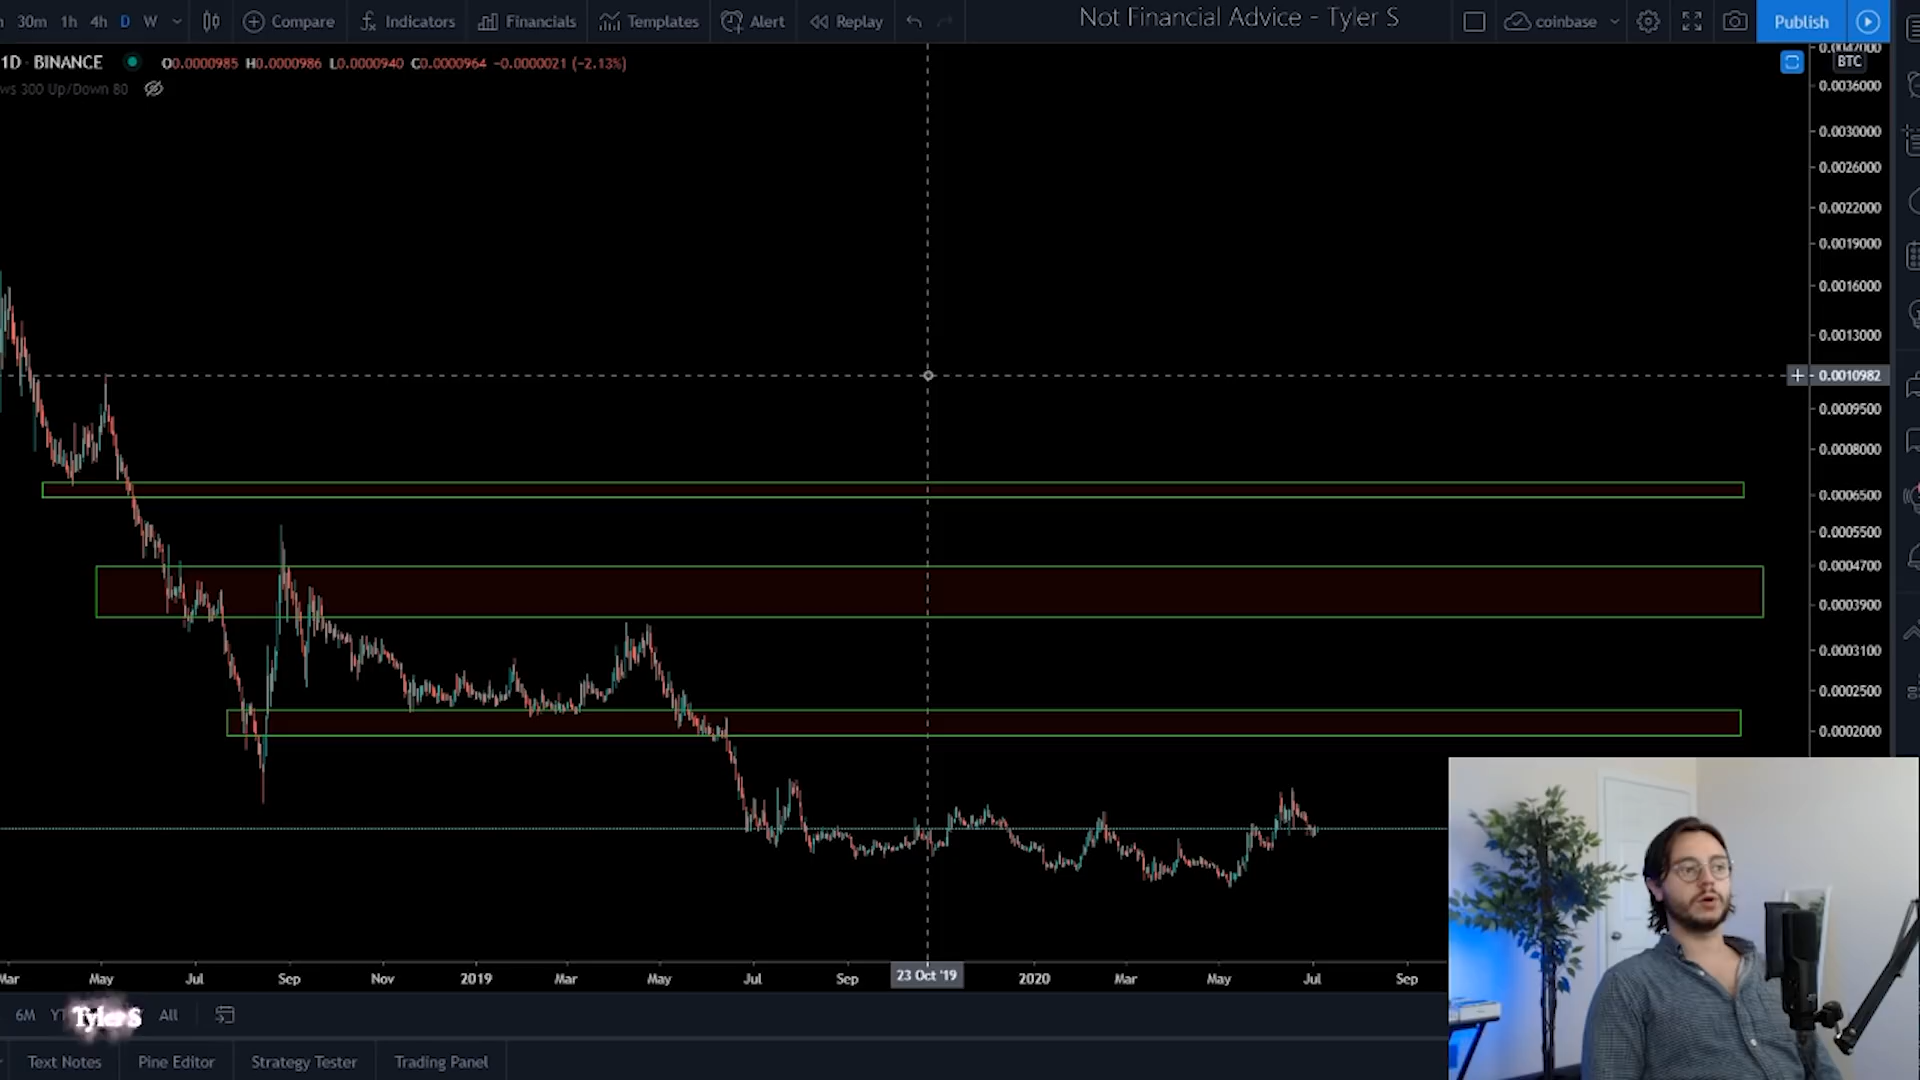 30m 1h 4h D W Compare Indicators Financials Templates Alert Replay Not Financial Advice - Tyler S coinbase Publish
1D · BINANCE O0.0000985 H0.0000986 L0.0000940 C0.0000964 −0.0000021 (−2.13%)
ws 300 Up/Down 80
BTC
0.0036000
0.0030000
0.0026000
0.0022000
0.0019000
0.0016000
0.0013000
0.0010982
0.0009500
0.0008000
0.0006500
0.0005500
0.0004700
0.0003900
0.0003100
0.0002500
0.0002000
Mar May Jul Sep Nov 2019 Mar May Jul Sep 23 Oct '19 2020 Mar May Jul Sep
6M Tyler S All
Text Notes Pine Editor Strategy Tester Trading Panel